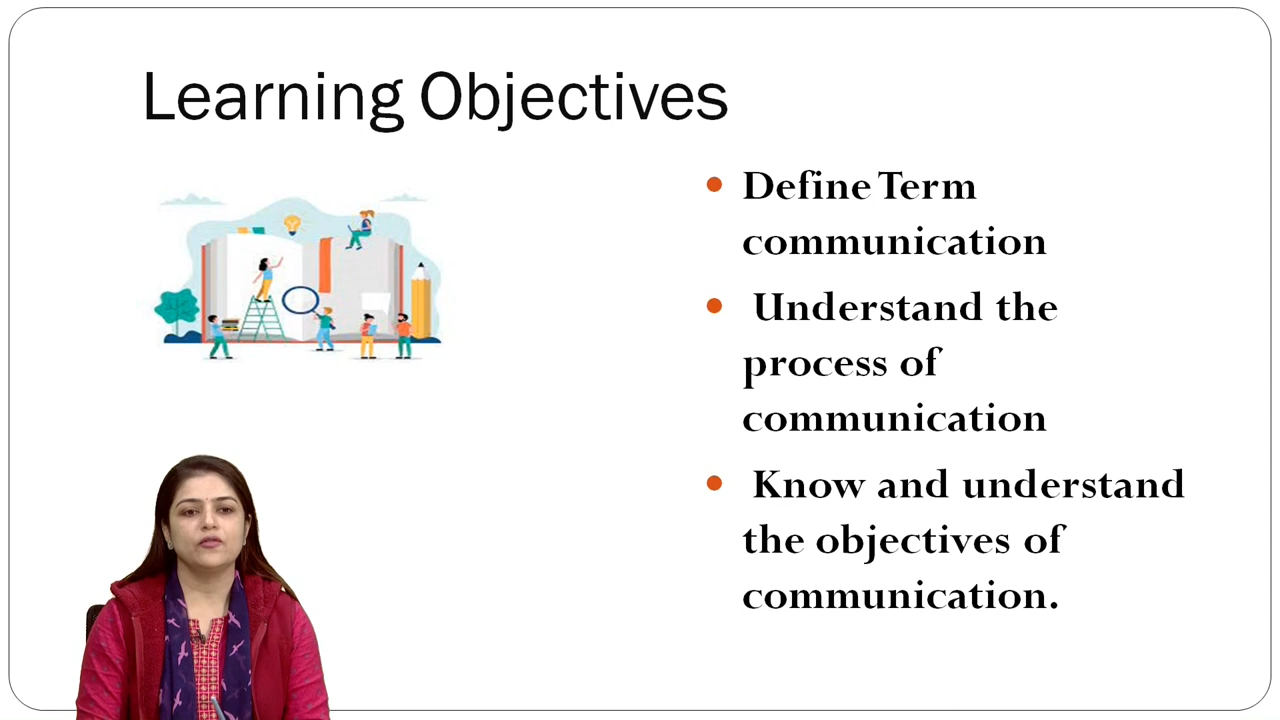 Learning Objectives
• Define Term
communication
• Understand the
process of
communication
• Know and understand
the objectives of
communication.